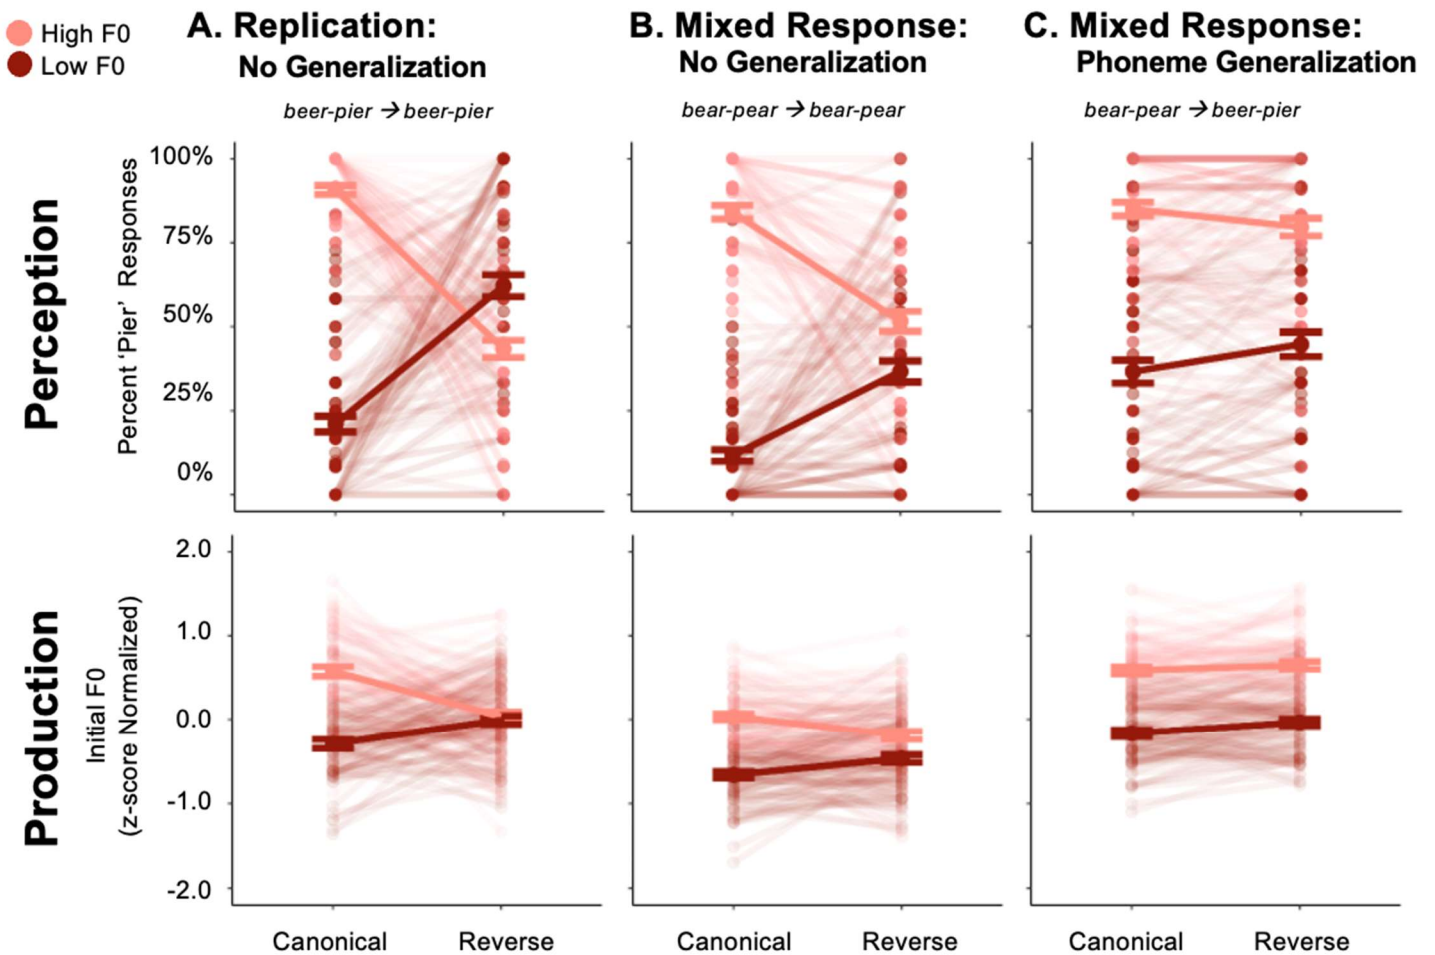 High F0
Low F0
A. Replication:
No Generalization
beer-pier → beer-pier
B. Mixed Response:
No Generalization
bear-pear → bear-pear
C. Mixed Response:
Phoneme Generalization
bear-pear → beer-pier
Perception
Percent ‘Pier’ Responses
100%
75%
50%
25%
0%
Production
Initial F0
(z-score Normalized)
2.0
1.0
0.0
-1.0
-2.0
Canonical
Reverse
Canonical
Reverse
Canonical
Reverse